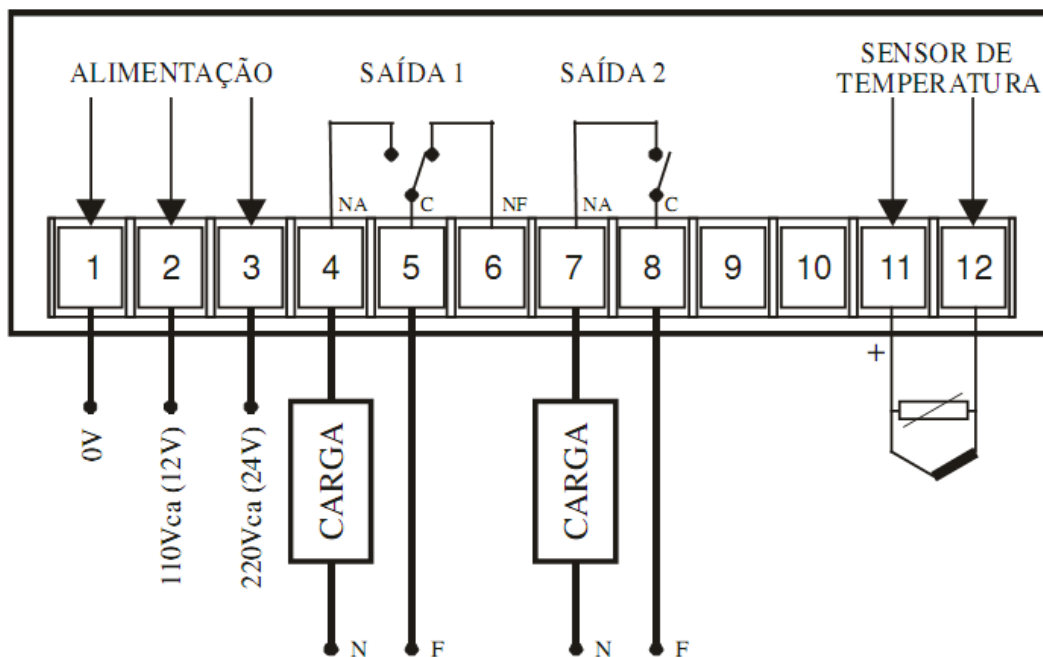 ALIMENTAÇÃO
SAÍDA 1
SAÍDA 2
SENSOR DE
TEMPERATURA
NA
C
NF
NA
C
1
2
3
4
5
6
7
8
9
10
11
12
+
0V
110Vca (12V)
220Vca (24V)
CARGA
CARGA
N
F
N
F